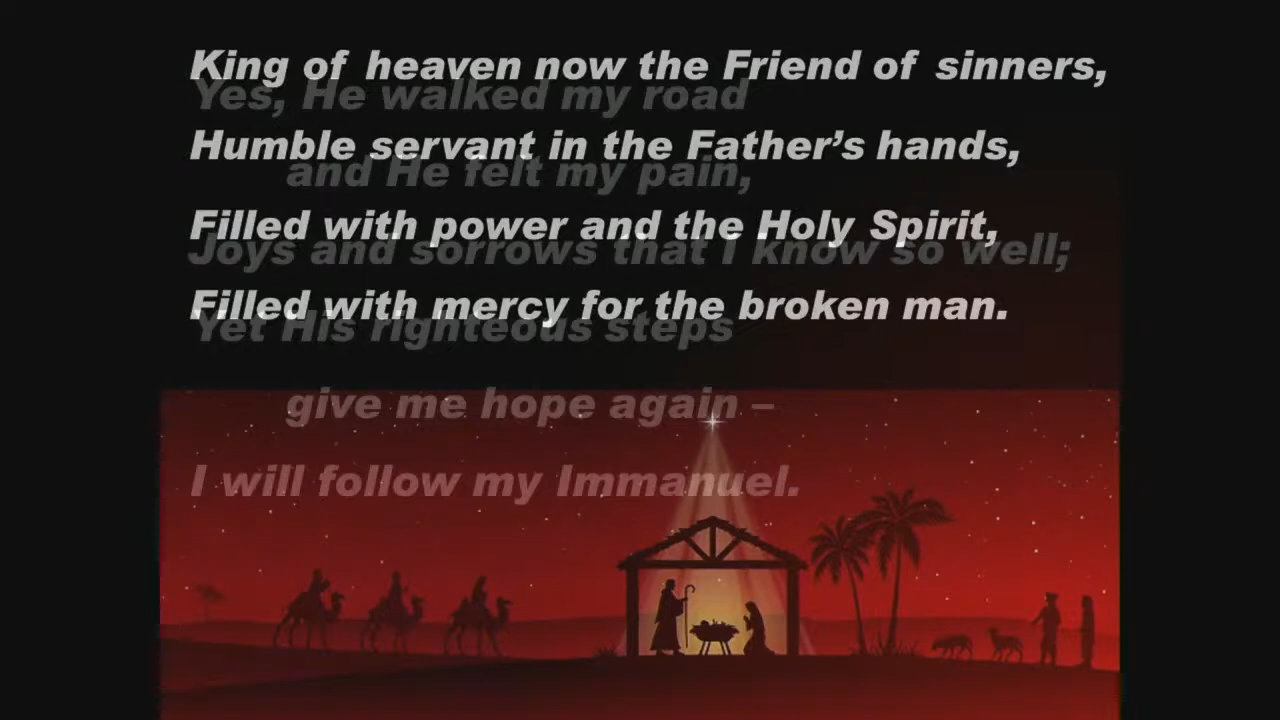 King of heaven now the Friend of sinners,
Humble servant in the Father’s hands,
Filled with power and the Holy Spirit,
Filled with mercy for the broken man.
Yes, He walked my road
and He felt my pain,
Joys and sorrows that I know so well;
Yet His righteous steps
give me hope again –
I will follow my Immanuel.